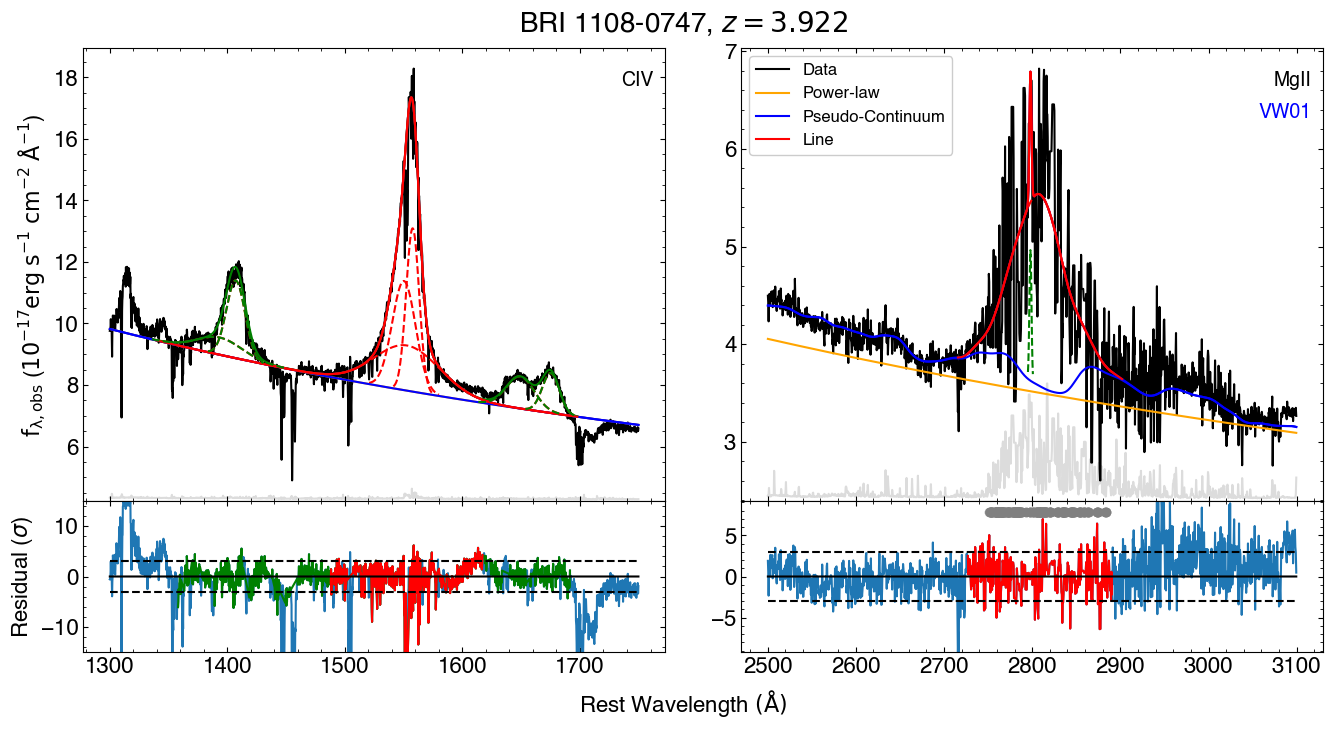 BRI 1108-0747, z = 3.922
CIV
18
16
14
12
10
8
6
f_λ,obs (10⁻¹⁷erg s⁻¹ cm⁻² Å⁻¹)
Data
Power-law
Pseudo-Continuum
Line
MgII
VW01
7
6
5
4
3
10
0
−10
Residual (σ)
1300 1400 1500 1600 1700
5
0
−5
2500 2600 2700 2800 2900 3000 3100
Rest Wavelength (Å)